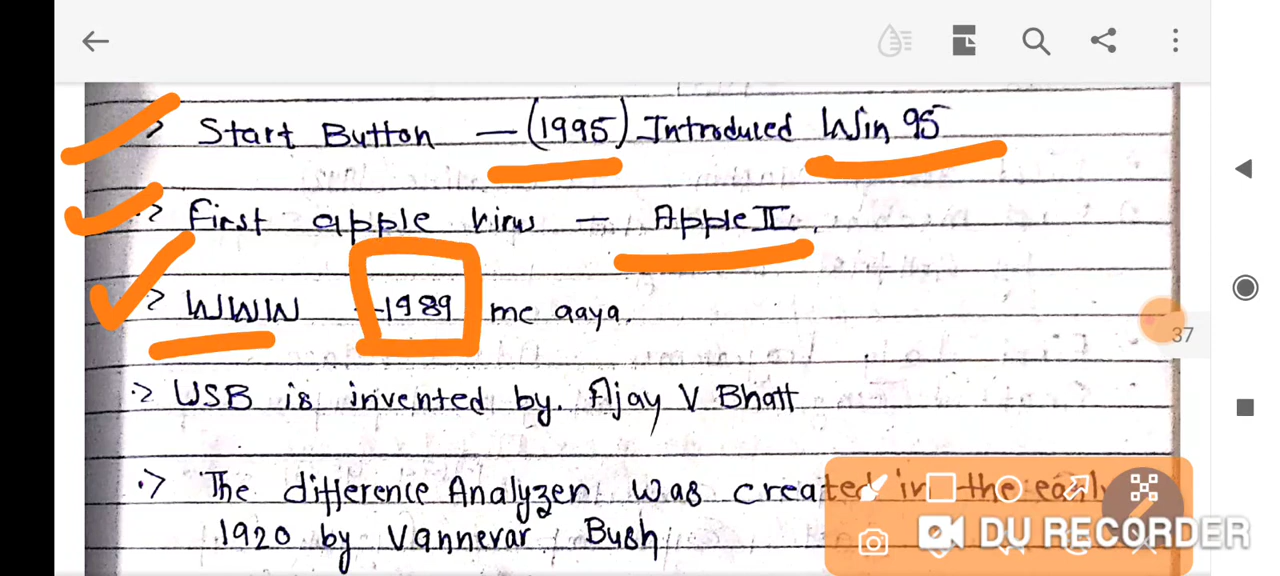 Start Button — (1995) Introduced Win 95
First apple virus — Apple II.
WWW - 1989 me aaya.
37
USB is invented by. Ajay V Bhatt
The difference Analyzer was created in the early
1920 by Vannevar Bush
DU RECORDER